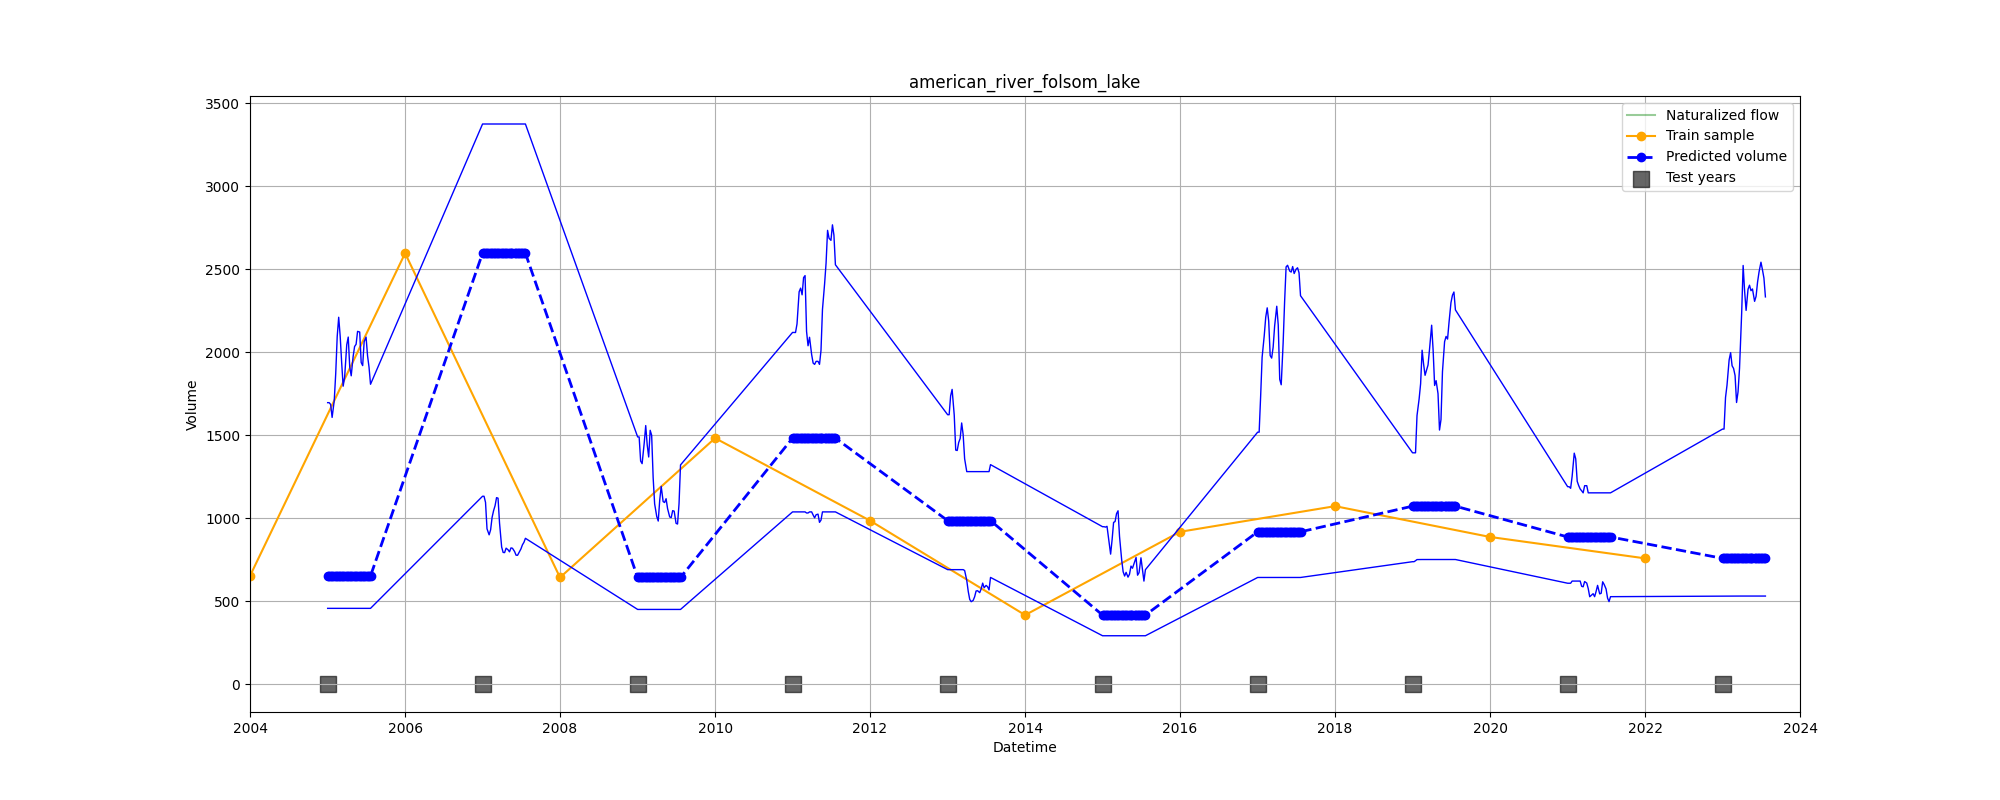 american_river_folsom_lake
3500
3000
2500
2000
1500
1000
500
0
Volume
Naturalized flow
Train sample
Predicted volume
Test years
2004 2006 2008 2010 2012 2014 2016 2018 2020 2022 2024
Datetime